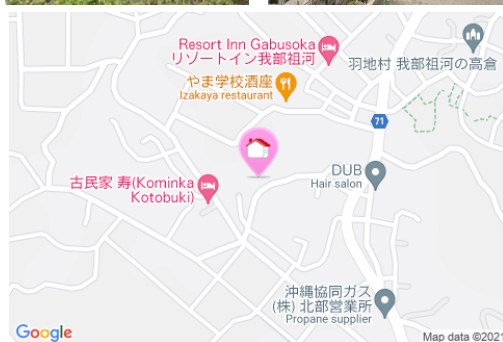 Resort Inn Gabusoka
リゾートイン我部祖河
羽地村 我部祖河の高倉
やま学校酒座
Izakaya restaurant
71
古民家 寿(Kominka
Kotobuki)
DUB
Hair salon
沖縄協同ガス
(株) 北部営業所
Propane supplier
Google
Map data ©2021